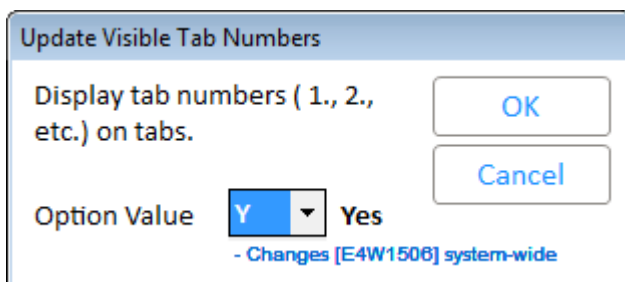 Update Visible Tab Numbers
Display tab numbers ( 1., 2.,
etc.) on tabs.
OK
Cancel
Option Value Y Yes
- Changes [E4W1506] system-wide